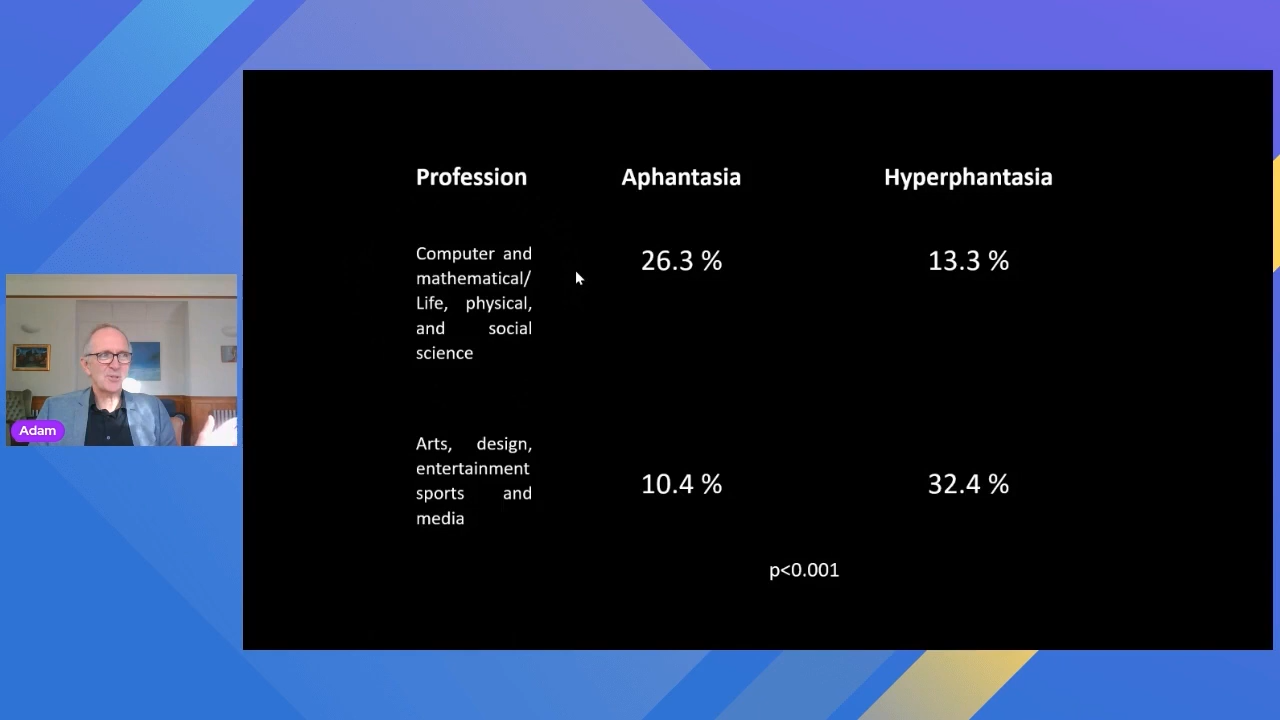 Profession Aphantasia Hyperphantasia
Computer and
mathematical/
Life, physical,
and social
science
26.3 % 13.3 %
Arts, design,
entertainment
sports and
media
10.4 % 32.4 %
p<0.001
Adam